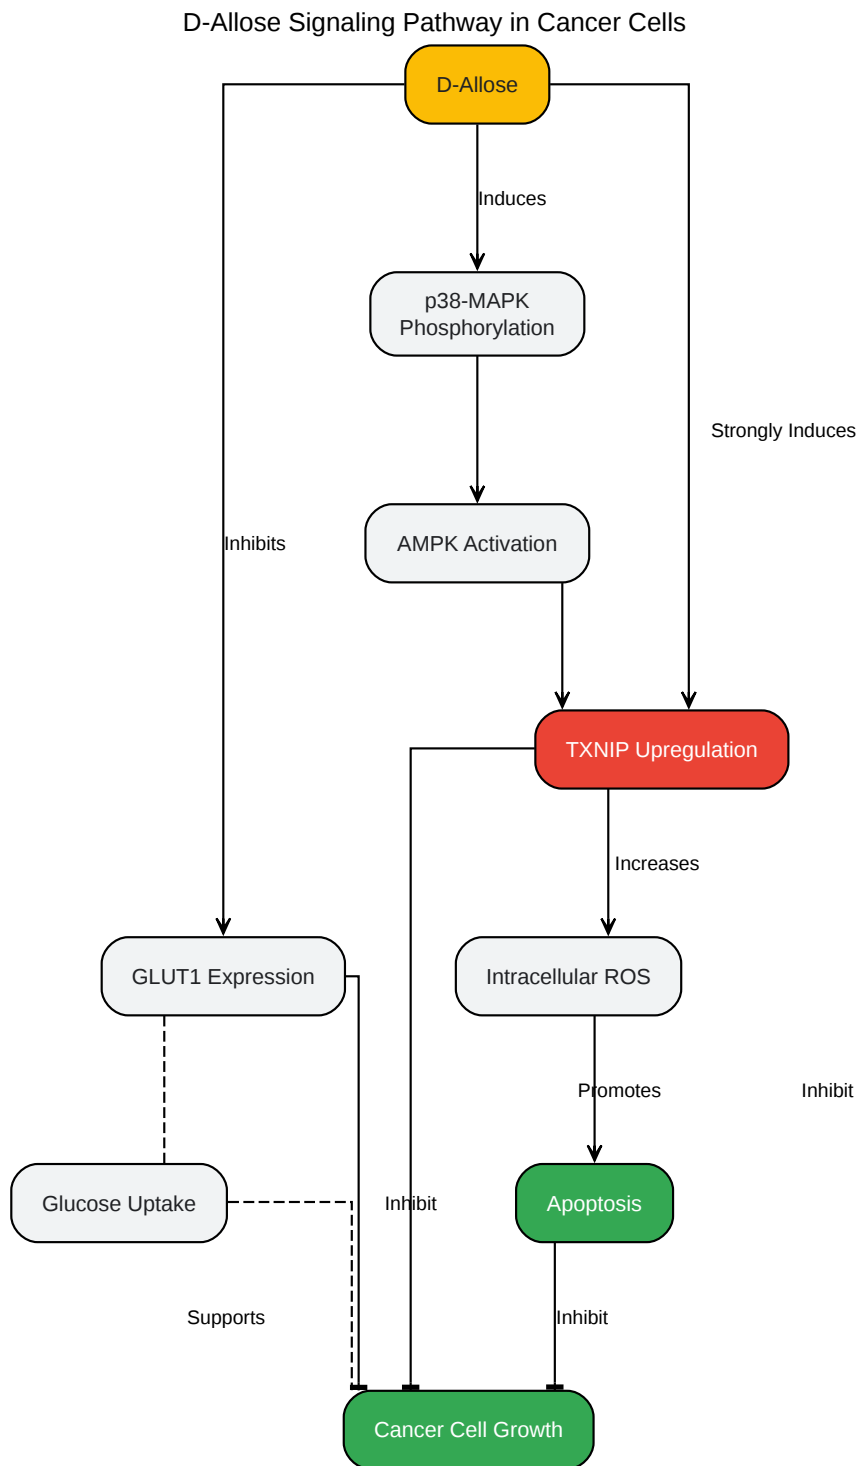 D-Allose Signaling Pathway in Cancer Cells
D-Allose
Induces
p38-MAPK
Phosphorylation
Strongly Induces
Inhibits
AMPK Activation
TXNIP Upregulation
Increases
GLUT1 Expression
Intracellular ROS
Promotes
Inhibit
Glucose Uptake
Inhibit
Apoptosis
Supports
Inhibit
Cancer Cell Growth